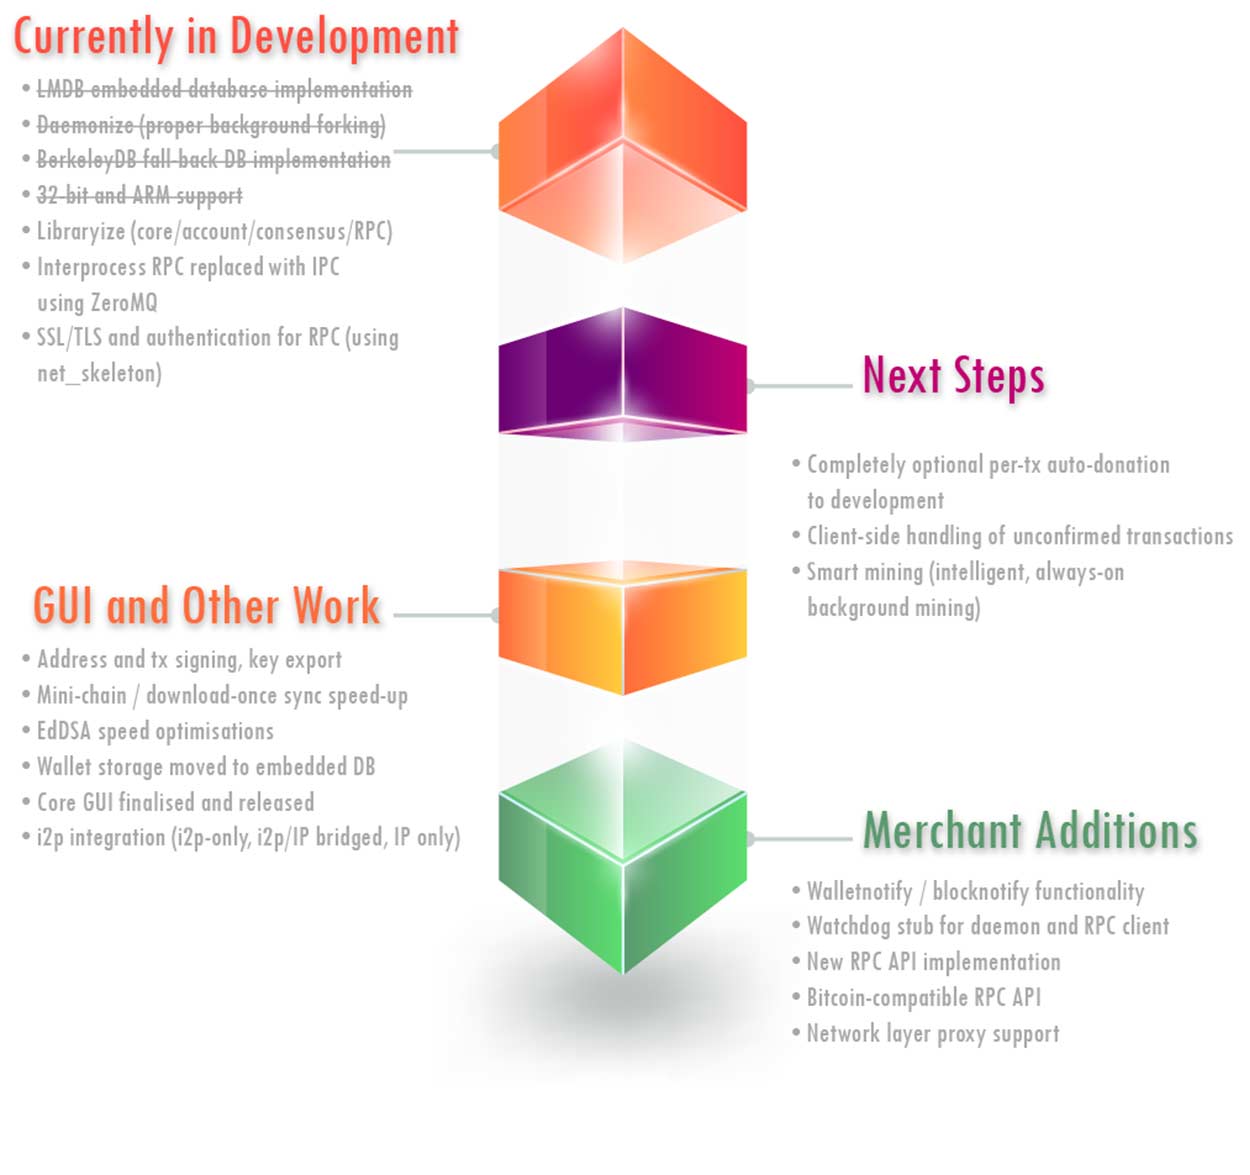 Currently in Development
• LMDB embedded database implementation
• Daemonize (proper background forking)
• BerkeleyDB fall-back DB implementation
• 32-bit and ARM support
• Libraryize (core/account/consensus/RPC)
• Interprocess RPC replaced with IPC
using ZeroMQ
• SSL/TLS and authentication for RPC (using
net_skeleton)
Next Steps
• Completely optional per-tx auto-donation
to development
• Client-side handling of unconfirmed transactions
• Smart mining (intelligent, always-on
background mining)
GUI and Other Work
• Address and tx signing, key export
• Mini-chain / download-once sync speed-up
• EdDSA speed optimisations
• Wallet storage moved to embedded DB
• Core GUI finalised and released
• i2p integration (i2p-only, i2p/IP bridged, IP only)
Merchant Additions
• Walletnotify / blocknotify functionality
• Watchdog stub for daemon and RPC client
• New RPC API implementation
• Bitcoin-compatible RPC API
• Network layer proxy support